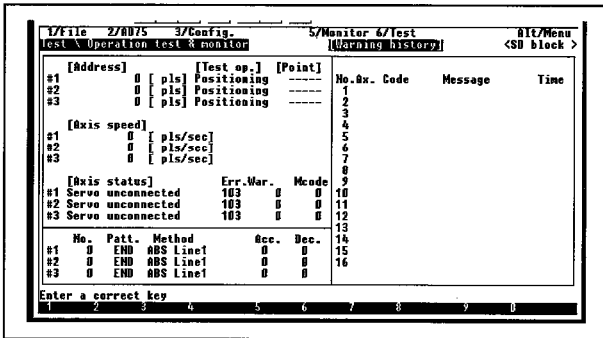 1/File 2/AD75 3/Config. 5/Monitor 6/Test Alt/Menu
Test \ Operation test & monitor [Warning history] <SD block >
[Address] [Test op.] [Point]
#1 0 [ pls] Positioning -----
#2 0 [ pls] Positioning -----
#3 0 [ pls] Positioning -----
[Axis speed]
#1 0 [ pls/sec]
#2 0 [ pls/sec]
#3 0 [ pls/sec]
[Axis status] Err.War. Mcode
#1 Servo unconnected 103 0 0
#2 Servo unconnected 103 0 0
#3 Servo unconnected 103 0 0
No. Patt. Method Acc. Dec.
#1 0 END ABS Line1 0 0
#2 0 END ABS Line1 0 0
#3 0 END ABS Line1 0 0
No.Ax. Code Message Time
1
2
3
4
5
6
7
8
9
10
11
12
13
14
15
16
Enter a correct key
1 2 3 4 5 6 7 8 9 0